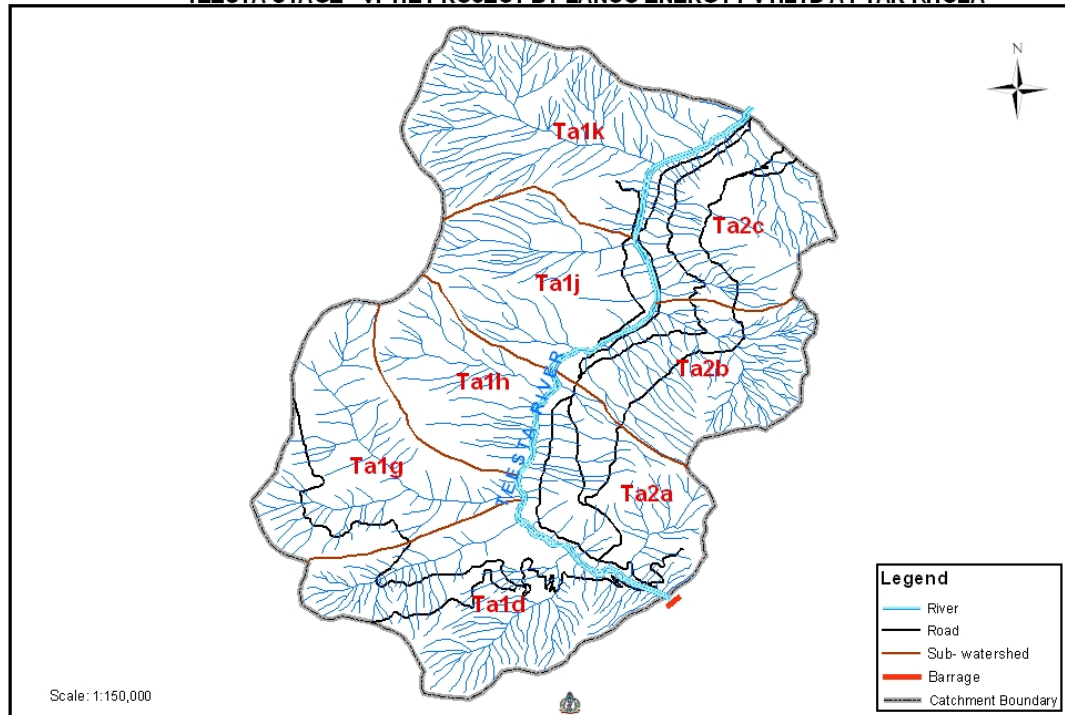 N
Ta1k
Ta2c
Ta1j
Ta2b
Ta1h
TEESTA RIVER
Ta1g
Ta2a
Ta1d
Legend
River
Road
Sub- watershed
Barrage
Catchment Boundary
Scale: 1:150,000